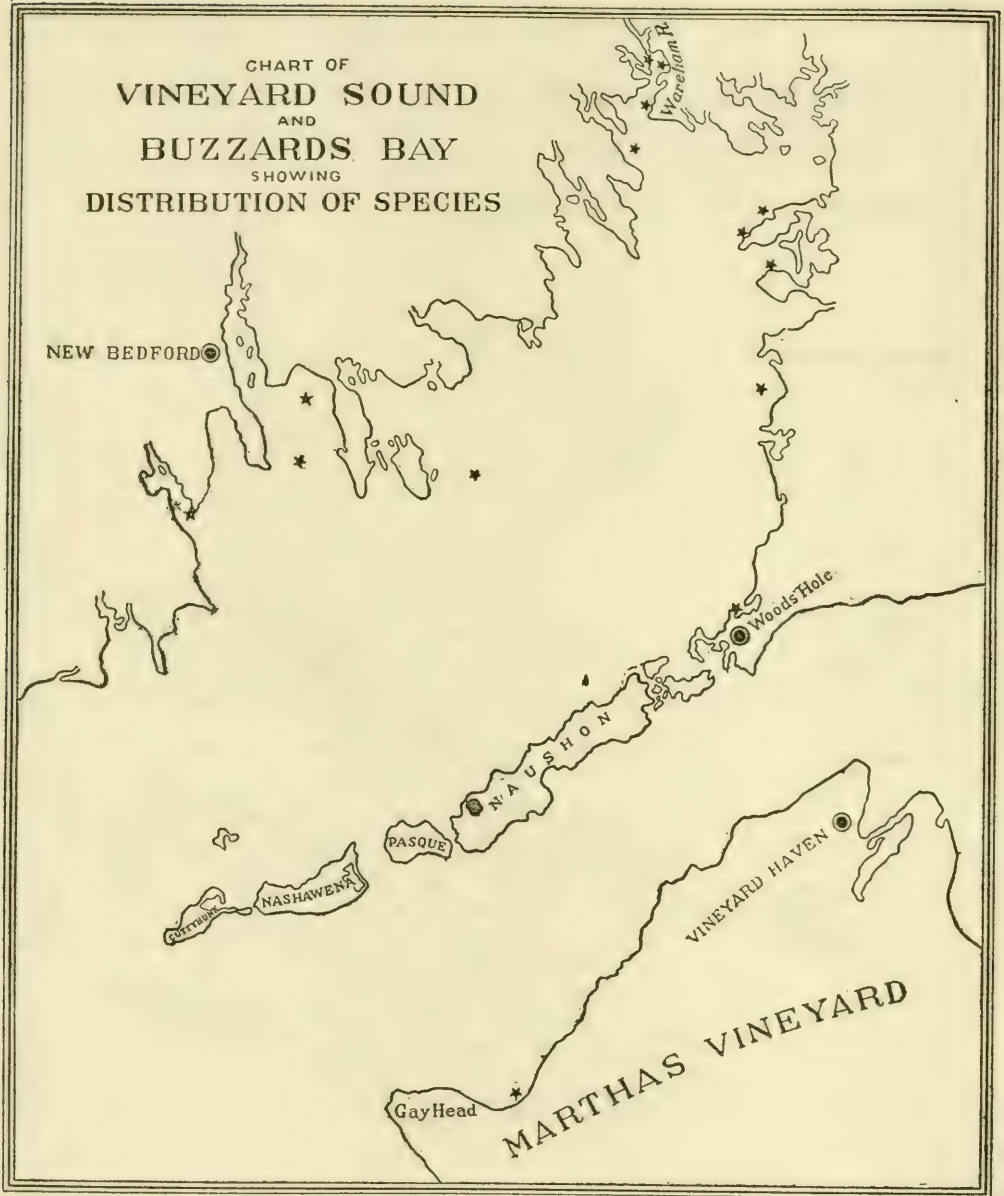 CHART OF
VINEYARD SOUND
AND
BUZZARDS BAY
SHOWING
DISTRIBUTION OF SPECIES
Wareham R.
NEW BEDFORD
Woods Hole
NAUSHON
PASQUE
NASHAWENA
CUTTYHUNK
VINEYARD HAVEN
MARTHAS VINEYARD
Gay Head